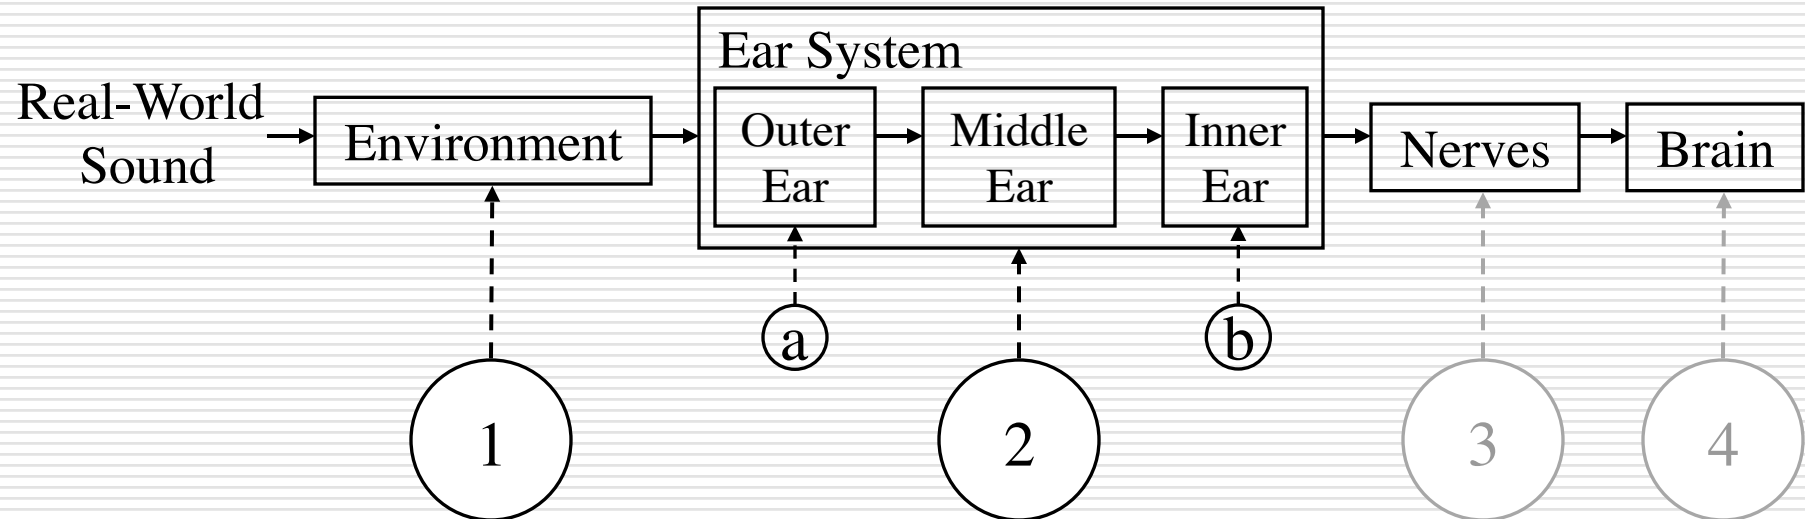 Ear System
Real-World
Sound
Environment
Outer
Ear
Middle
Ear
Inner
Ear
Nerves
Brain
a
b
1
2
3
4